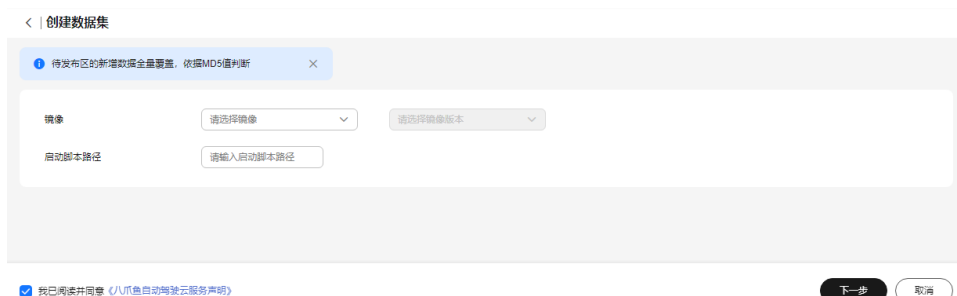 创建数据集
待发布区的新增数据全量覆盖，依据MD5值判断
镜像 请选择镜像 请选择镜像版本
启动脚本路径 请输入启动脚本路径
我已阅读并同意《八爪鱼自动驾驶云服务声明》 下一步 取消